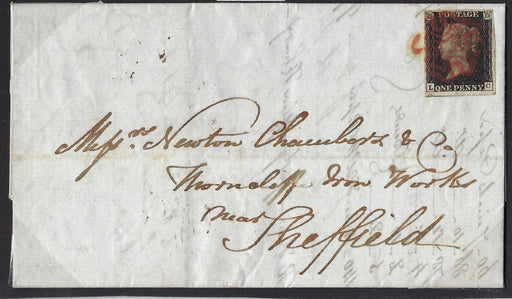 POSTAGE
L C
ONE PENNY
Messrs. Newton Chambers & Co.
Thorncliffe Iron Works
near
Sheffield